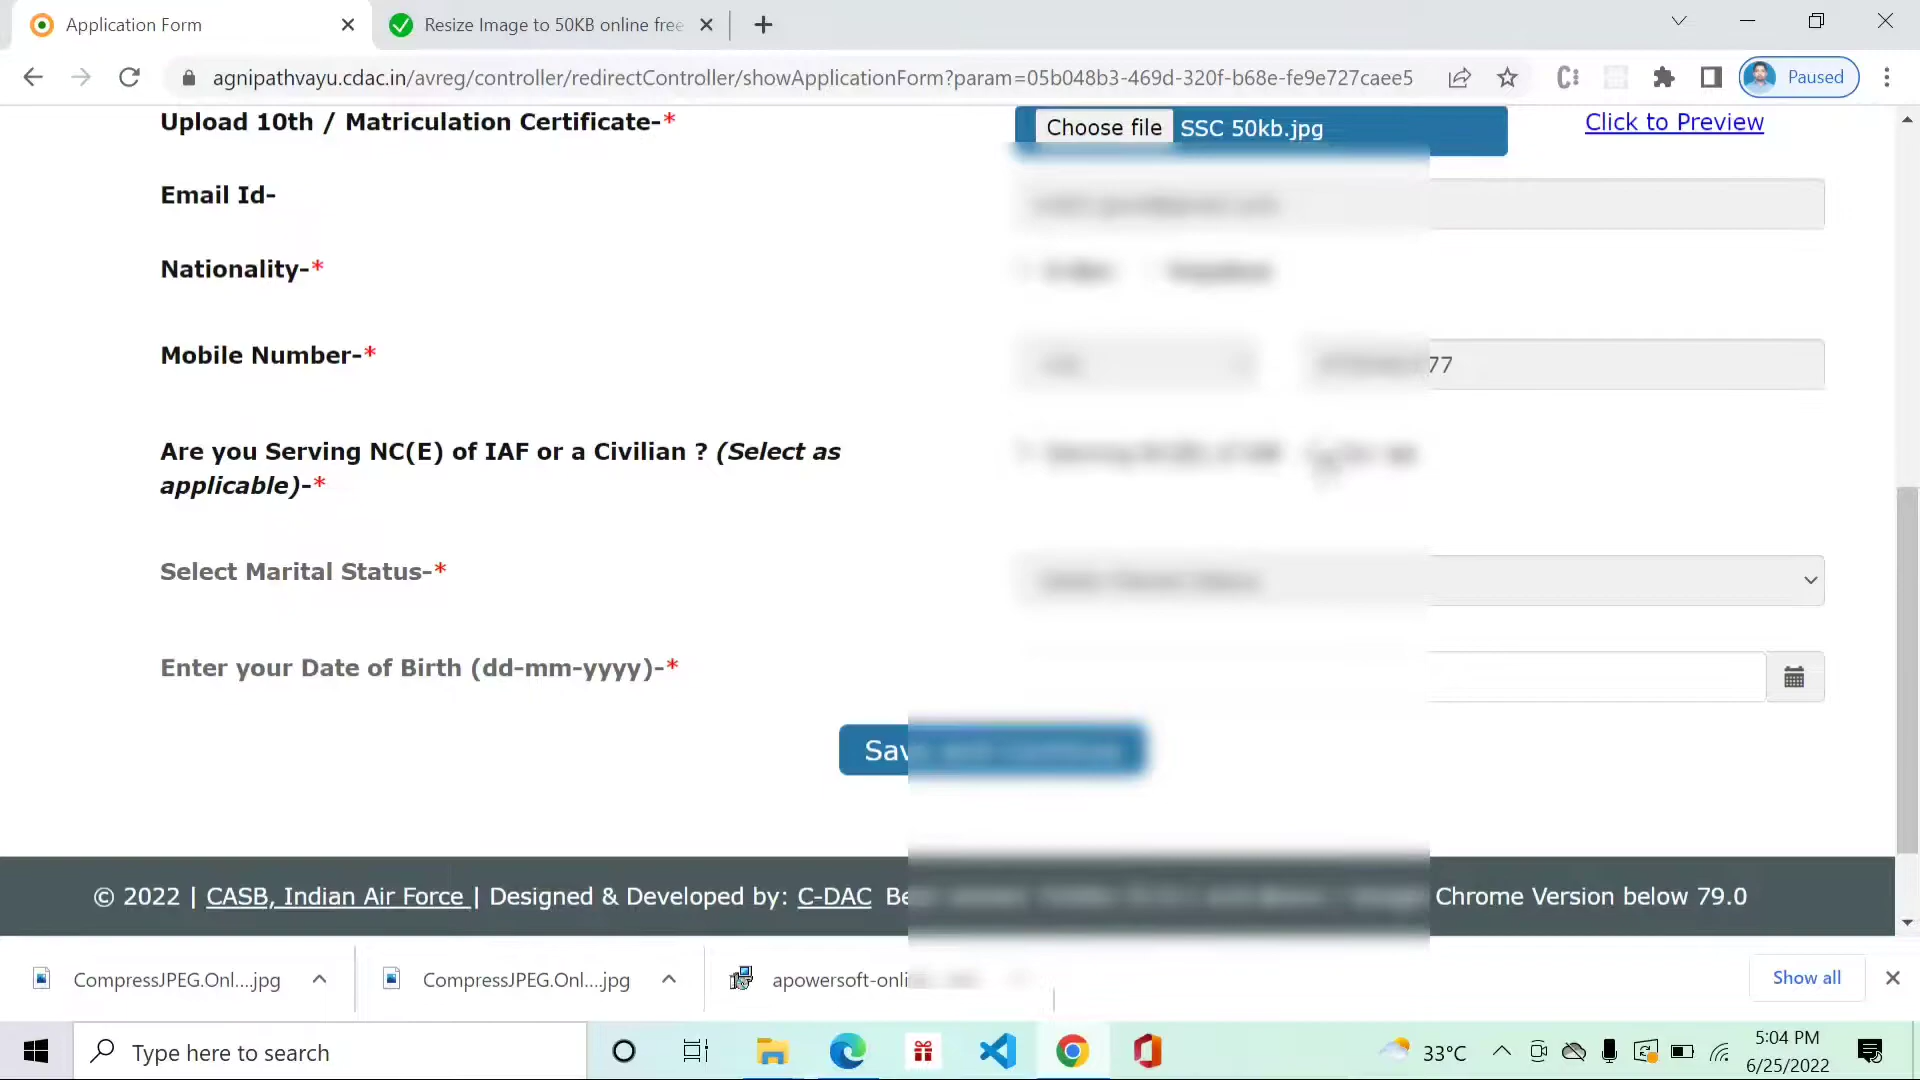 Application Form
Resize Image to 50KB online free
agnipathvayu.cdac.in/avreg/controller/redirectController/showApplicationForm?param=05b048b3-469d-320f-b68e-fe9e727caee5
Paused
Upload 10th / Matriculation Certificate-*
Choose file SSC 50kb.jpg
Click to Preview
Email Id-
Nationality-*
Mobile Number-*
77
Are you Serving NC(E) of IAF or a Civilian ? (Select as
applicable)-*
Select Marital Status-*
Enter your Date of Birth (dd-mm-yyyy)-*
Save and Continue
© 2022 | CASB, Indian Air Force | Designed & Developed by: C-DAC Chrome Version below 79.0
CompressJPEG.Onl....jpg
CompressJPEG.Onl....jpg
apowersoft-onli
Show all
Type here to search
33°C
5:04 PM
6/25/2022